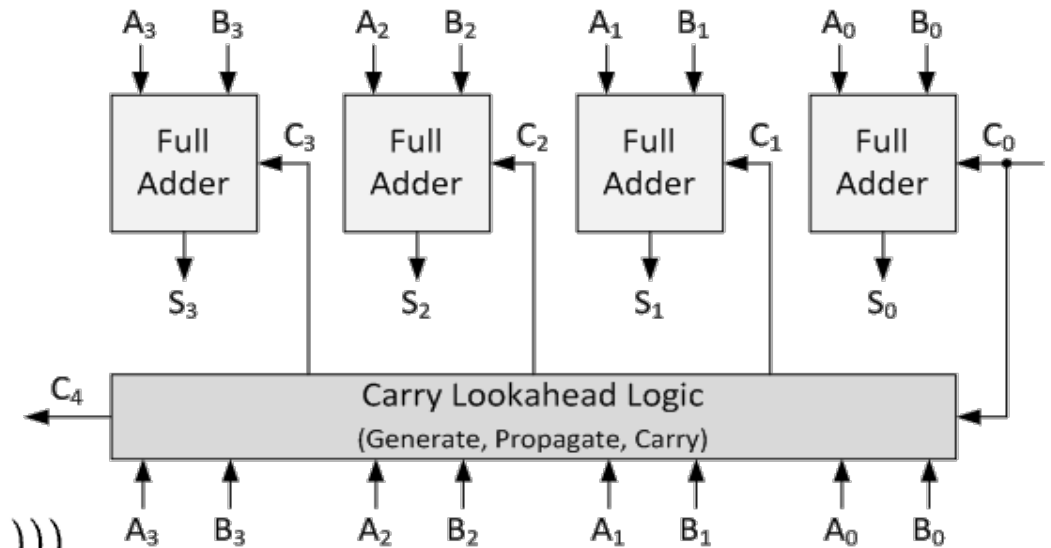 A₃ B₃ A₂ B₂ A₁ B₁ A₀ B₀
Full Adder C₃ Full Adder C₂ Full Adder C₁ Full Adder C₀
S₃ S₂ S₁ S₀
C₄
Carry Lookahead Logic
(Generate, Propagate, Carry)
A₃ B₃ A₂ B₂ A₁ B₁ A₀ B₀
)))